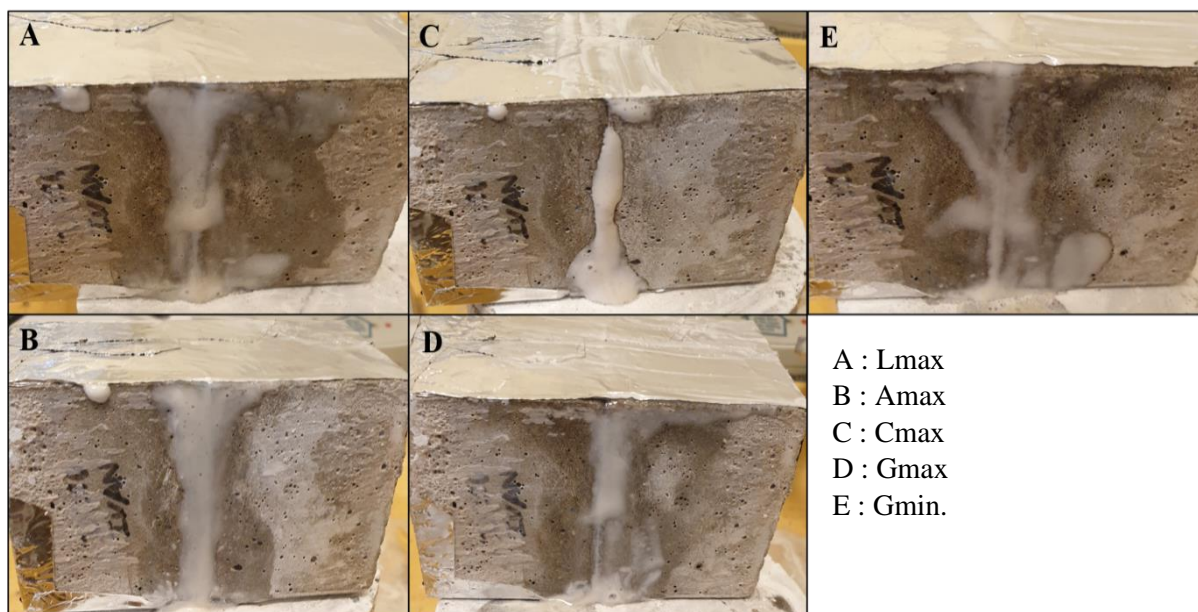 A
C
E
B
D
A : Lmax
B : Amax
C : Cmax
D : Gmax
E : Gmin.